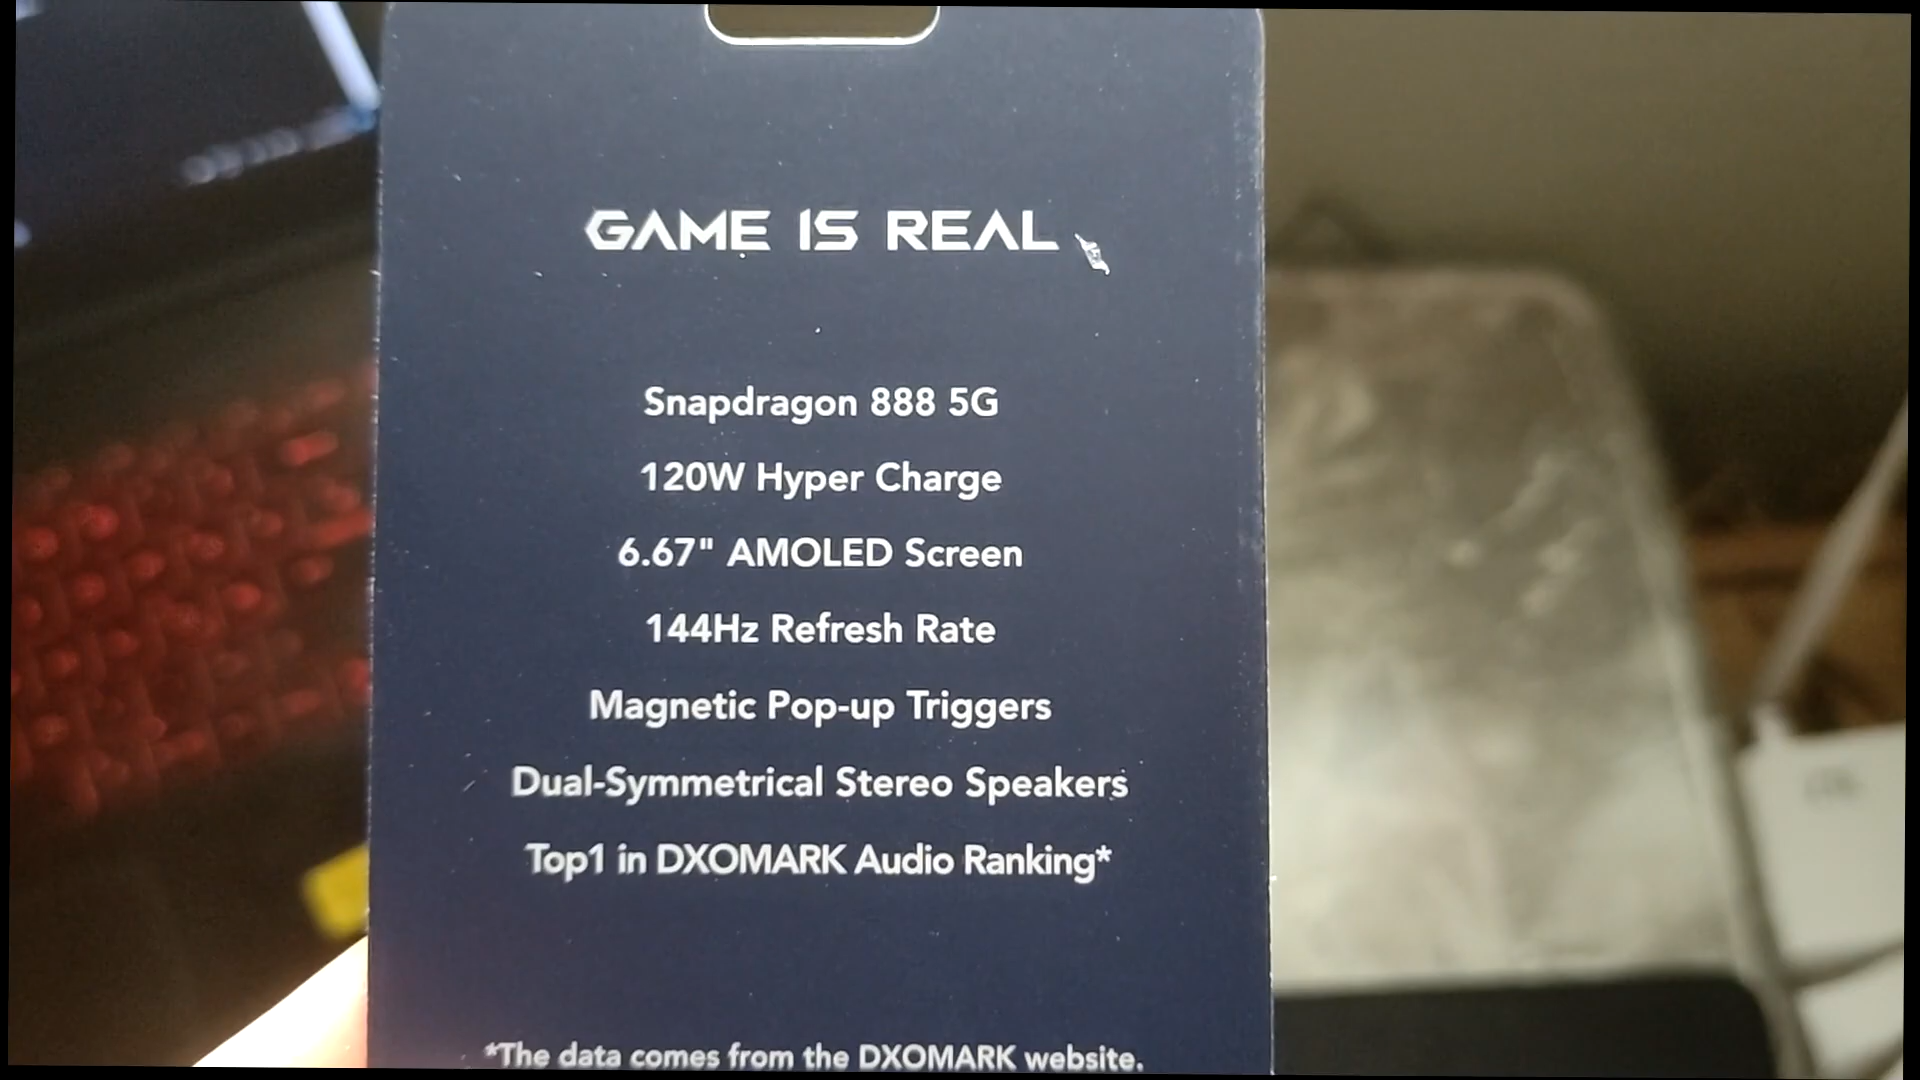 GAME IS REAL
Snapdragon 888 5G
120W Hyper Charge
6.67" AMOLED Screen
144Hz Refresh Rate
Magnetic Pop-up Triggers
Dual-Symmetrical Stereo Speakers
Top1 in DXOMARK Audio Ranking*
*The data comes from the DXOMARK website.